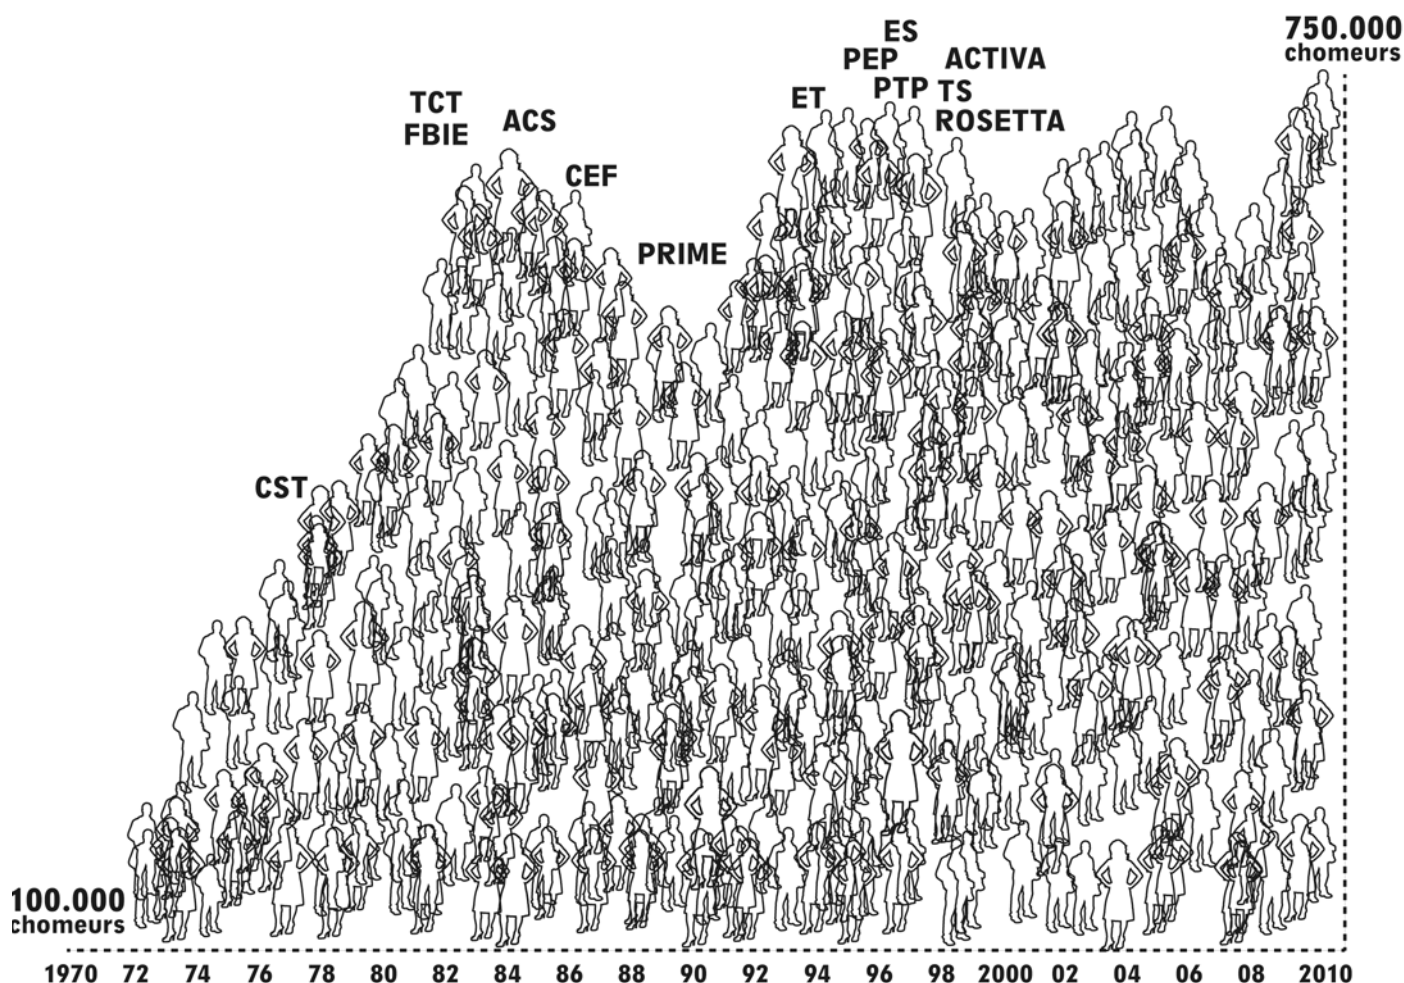 ES
750.000
chomeurs
PEP
ACTIVA
ET
PTP
TS
TCT
FBIE
ACS
ROSETTA
CEF
PRIME
CST
100.000
chomeurs
1970 72 74 76 78 80 82 84 86 88 90 92 94 96 98 2000 02 04 06 08 2010